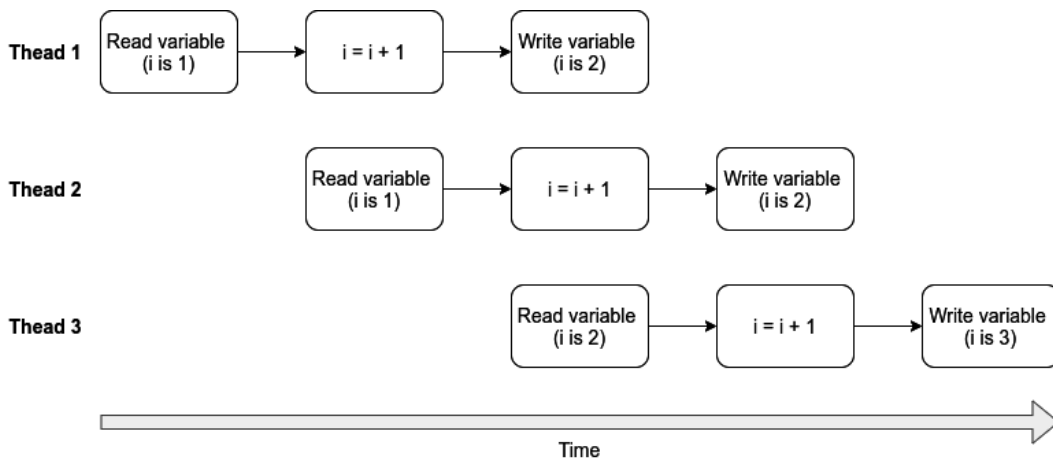 Thead 1
Read variable
(i is 1)
i = i + 1
Write variable
(i is 2)
Thead 2
Read variable
(i is 1)
i = i + 1
Write variable
(i is 2)
Thead 3
Read variable
(i is 2)
i = i + 1
Write variable
(i is 3)
Time